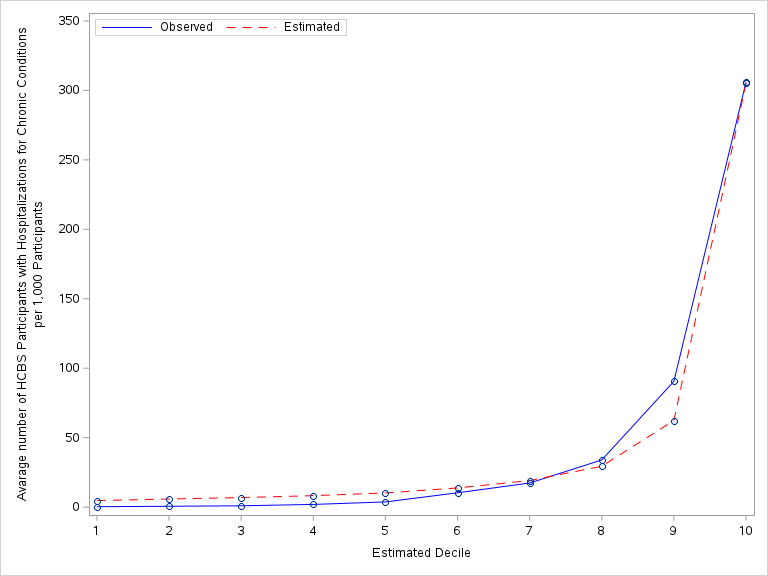 Avarage number of HCBS Participants with Hospitalizations for Chronic Conditions
per 1,000 Participants
350
300
250
200
150
100
50
0
Observed Estimated
1 2 3 4 5 6 7 8 9 10
Estimated Decile